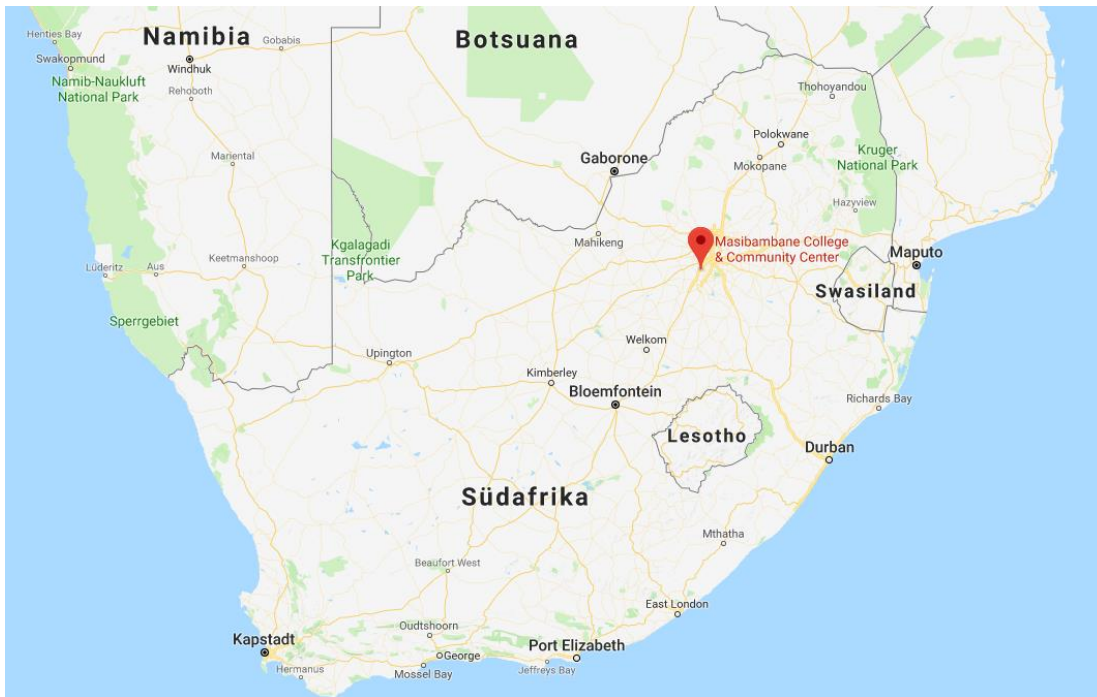 Henties Bay
Namibia
Gobabis
Botsuana
Swakopmund
Windhuk
Namib-Naukluft
National Park
Rehoboth
Thohoyandou
Polokwane
Mokopane
Kruger
National Park
Mariental
Gaborone
Hazyview
Mahikeng
Masibambane College
& Community Center
Kgalagadi
Transfrontier
Park
Maputo
Lüderitz
Aus
Keetmanshoop
Swasiland
Sperrgebiet
Welkom
Upington
Kimberley
Bloemfontein
Richards Bay
Lesotho
Durban
Südafrika
Mthatha
Beaufort West
East London
Oudtshoorn
Kapstadt
George
Port Elizabeth
Hermanus
Mossel Bay
Jeffreys Bay